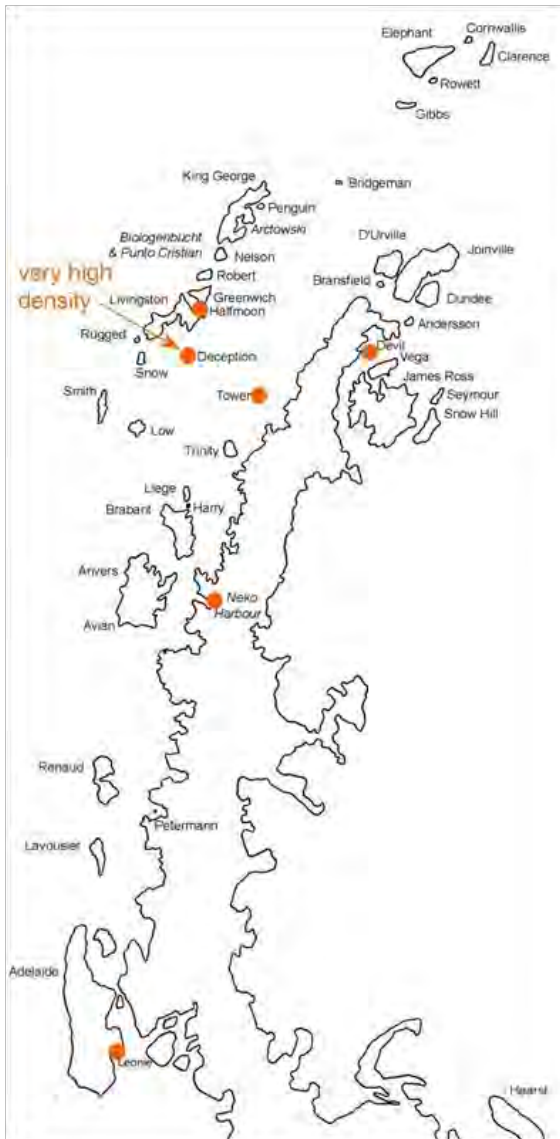 Cornwallis
Elephant
Clarence
Rowett
Gibbs
King George
Bridgeman
Penguin
Arctowski
D'Urville
Joinville
Biologenbucht
& Punto Cristian
Nelson
Robert
Bransfield
very high
density
Livingston
Greenwich
Halfmoon
Dundee
Andersson
Rugged
Devil
Deception
Vega
Snow
James Ross
Smith
Tower
Seymour
Snow Hill
Low
Trinity
Liege
Brabant
Harry
Anvers
Neko
Harbour
Avian
Renaud
Petermann
Lavousier
Adelaide
Leonie
Hearst